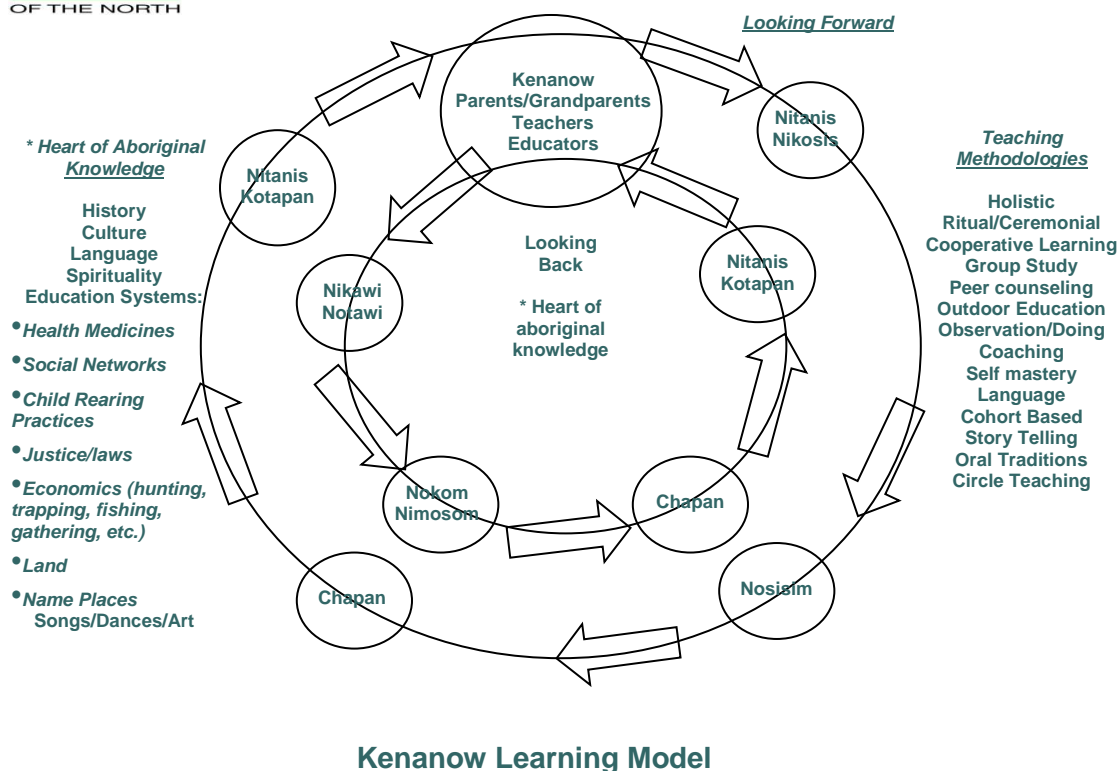 OF THE NORTH
Looking Forward
Kenanow
Parents/Grandparents
Teachers
Educators
Nitanis
Nikosis
* Heart of Aboriginal
Knowledge
History
Culture
Language
Spirituality
Education Systems:
•Health Medicines
•Social Networks
•Child Rearing
Practices
•Justice/laws
•Economics (hunting,
trapping, fishing,
gathering, etc.)
•Land
•Name Places
Songs/Dances/Art
Nitanis
Kotapan
Nikawi
Notawi
Looking
Back
* Heart of
aboriginal
knowledge
Nitanis
Kotapan
Nokom
Nimosom
Chapan
Chapan
Nosisim
Teaching
Methodologies
Holistic
Ritual/Ceremonial
Cooperative Learning
Group Study
Peer counseling
Outdoor Education
Observation/Doing
Coaching
Self mastery
Language
Cohort Based
Story Telling
Oral Traditions
Circle Teaching
Kenanow Learning Model